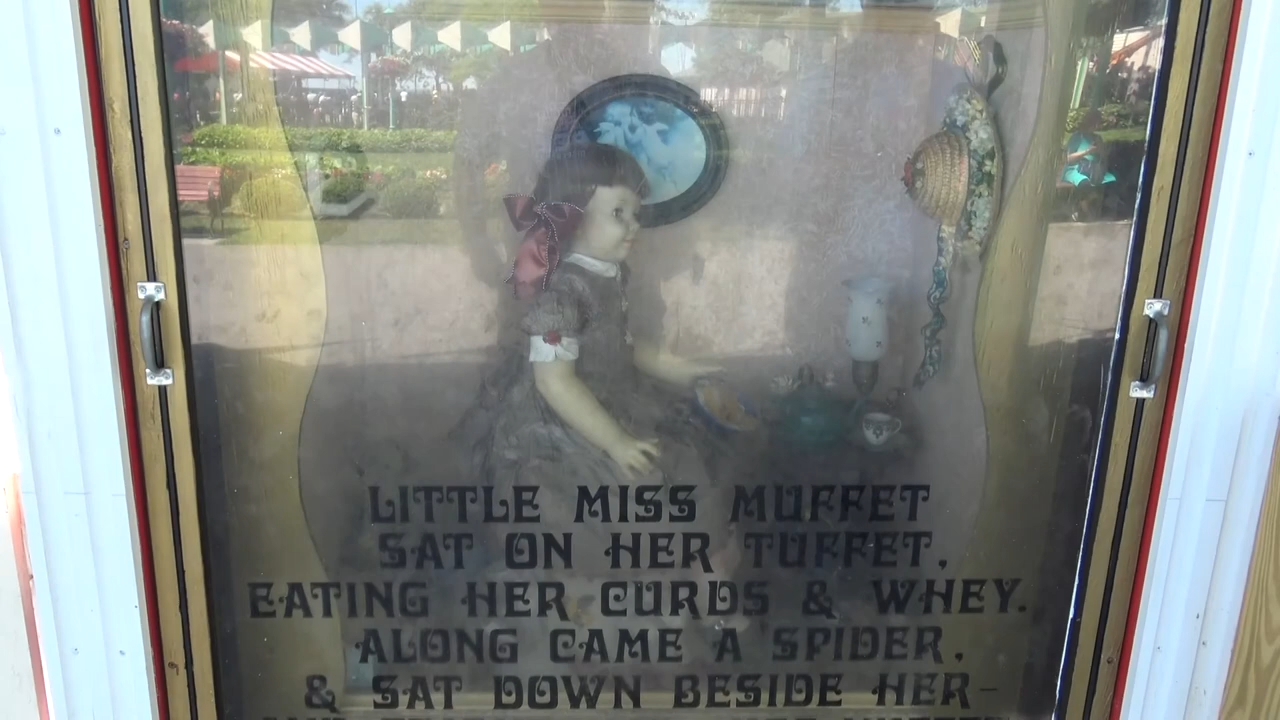 LITTLE MISS MUFFET
SAT ON HER TUFFET,
EATING HER CURDS & WHEY.
ALONG CAME A SPIDER,
& SAT DOWN BESIDE HER-